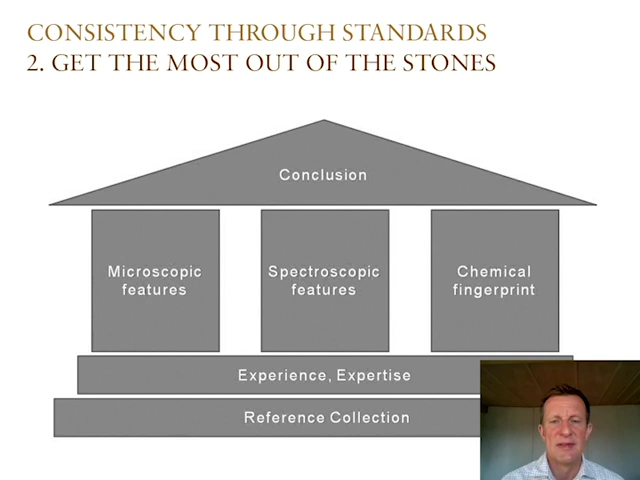 CONSISTENCY THROUGH STANDARDS
2. GET THE MOST OUT OF THE STONES
Conclusion
Microscopic
features
Spectroscopic
features
Chemical
fingerprint
Experience, Expertise
Reference Collection